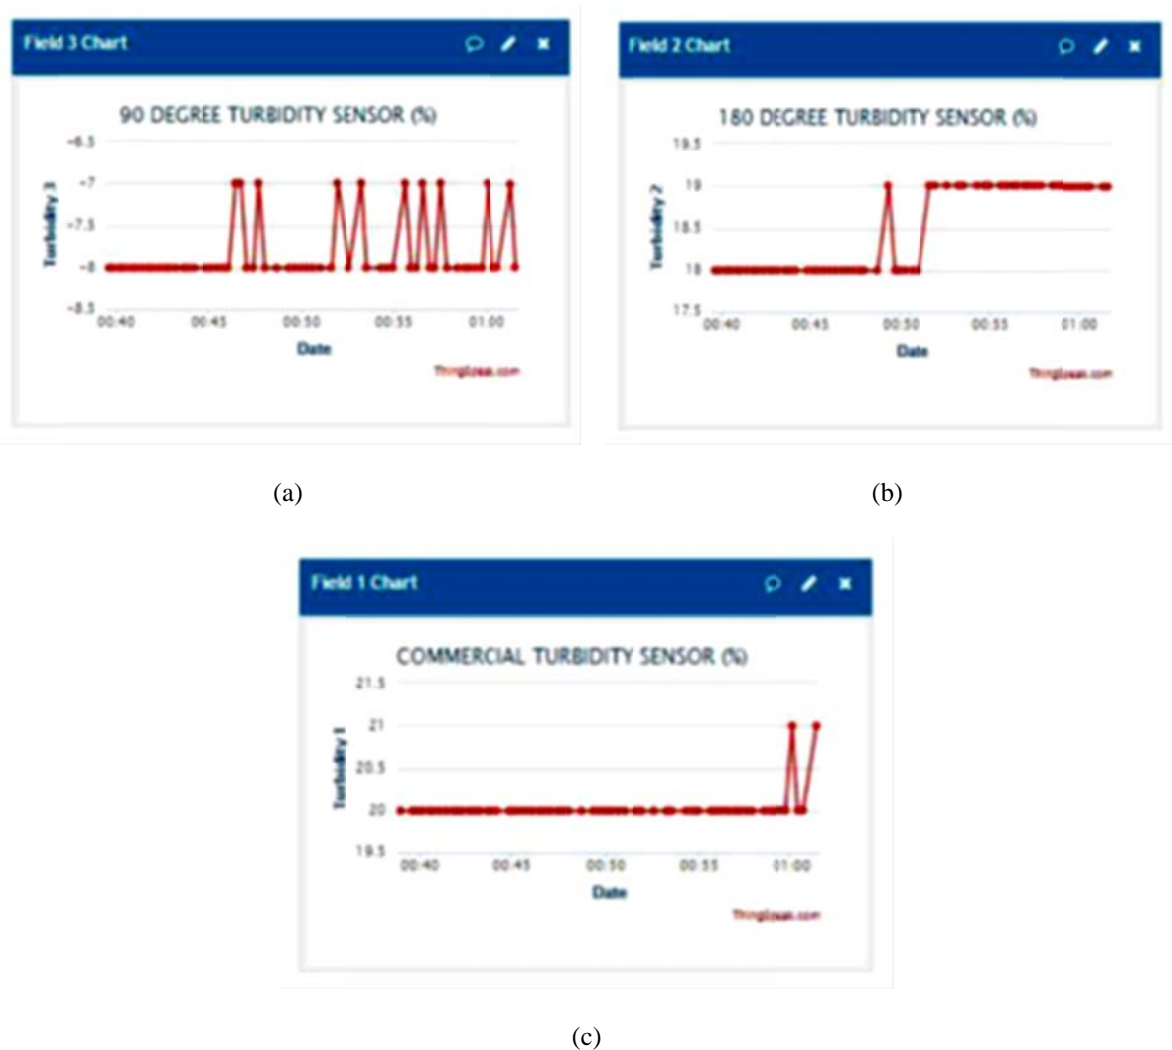 Field 3 Chart
90 DEGREE TURBIDITY SENSOR (%)
Turbidity 3
-6.5
-7
-7.5
-8
-8.5
00:40 00:45 00:50 00:55 01:00
Date
ThingSpeak.com
(a)
Field 2 Chart
180 DEGREE TURBIDITY SENSOR (%)
Turbidity 2
19.5
19
18.5
18
17.5
00:40 00:45 00:50 00:55 01:00
Date
ThingSpeak.com
(b)
Field 1 Chart
COMMERCIAL TURBIDITY SENSOR (%)
Turbidity 1
21.5
21
20.5
20
19.5
00:40 00:45 00:50 00:55 01:00
Date
ThingSpeak.com
(c)